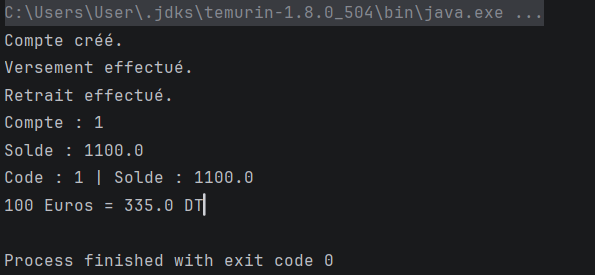 C:\Users\User\.jdks\temurin-1.8.0_504\bin\java.exe ...
Compte créé.
Versement effectué.
Retrait effectué.
Compte : 1
Solde : 1100.0
Code : 1 | Solde : 1100.0
100 Euros = 335.0 DT
Process finished with exit code 0